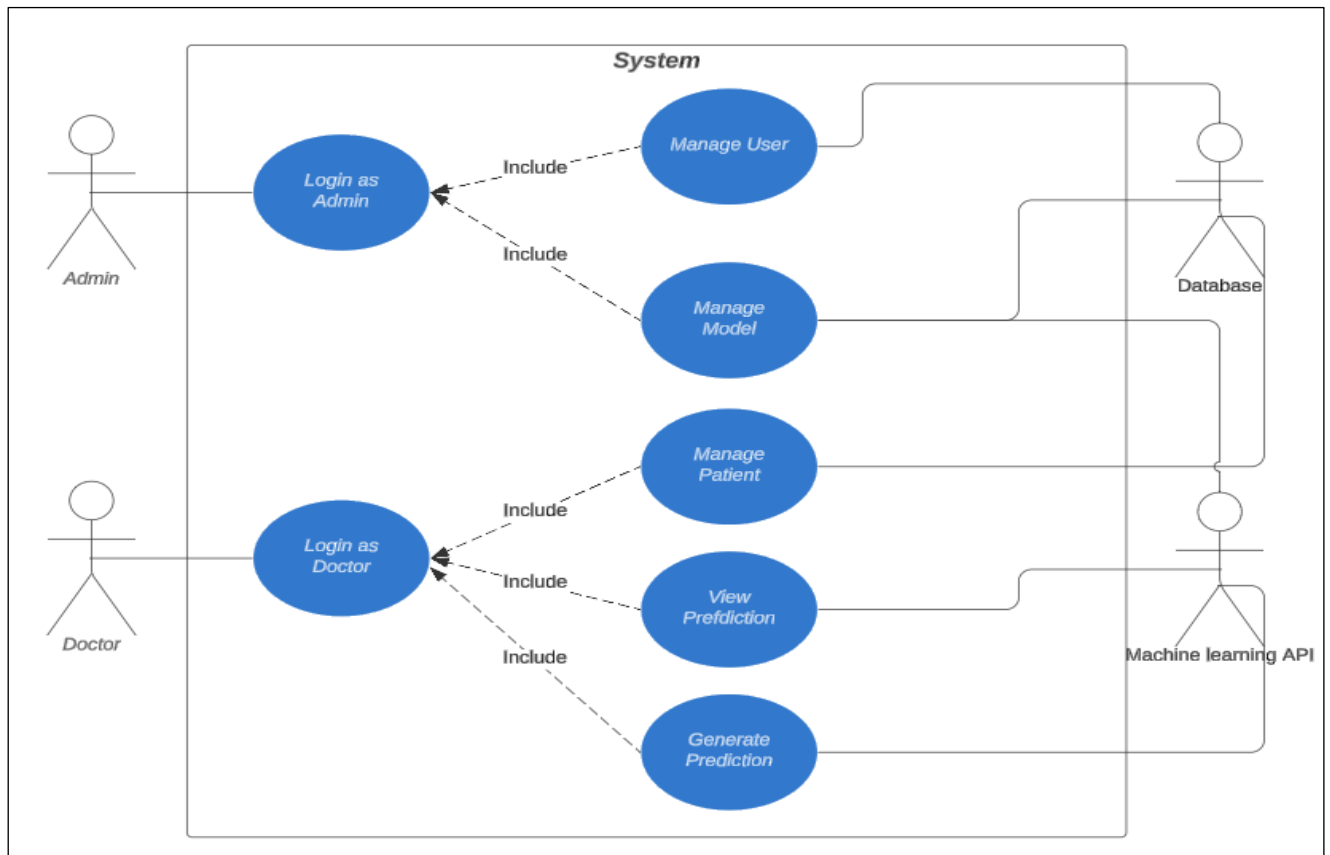 System
Manage User
Include
Login as
Admin
Include
Admin
Database
Manage
Model
Manage
Patient
Include
Login as
Doctor
Include
View
Prefdiction
Doctor
Include
Machine learning API
Generate
Prediction